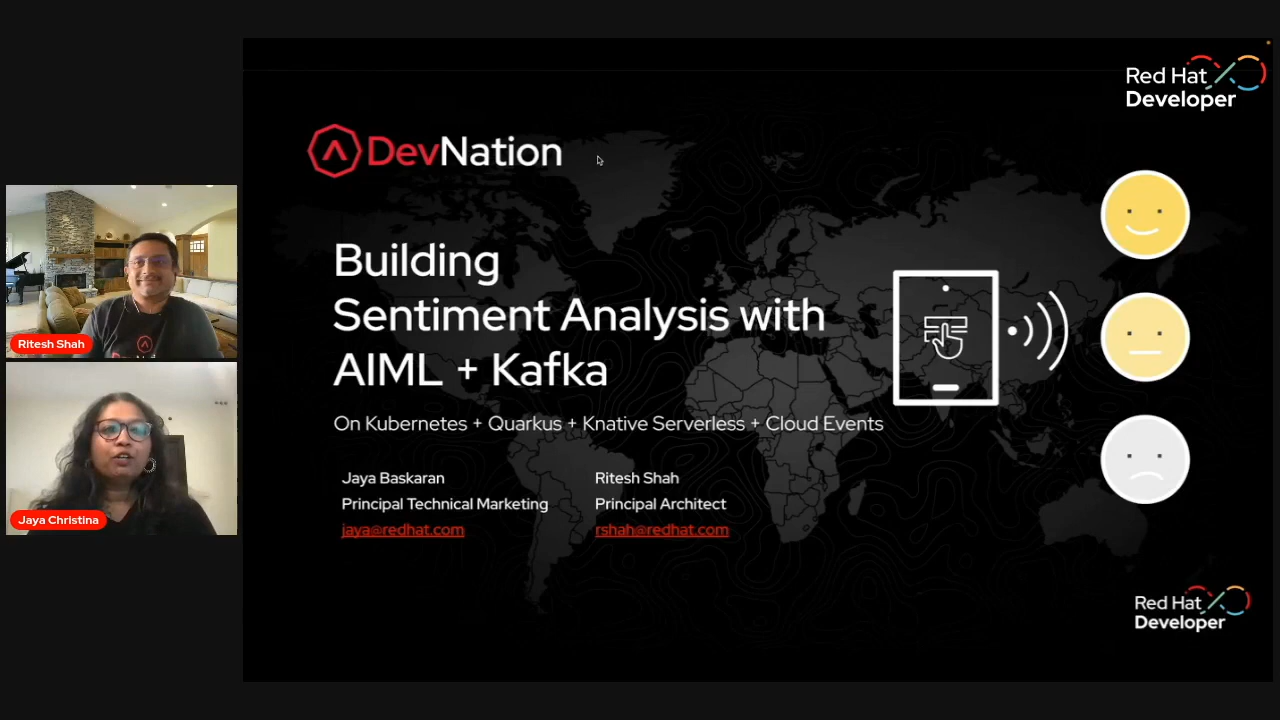 Red Hat
Developer
DevNation
Building
Sentiment Analysis with
AIML + Kafka
On Kubernetes + Quarkus + Knative Serverless + Cloud Events
Jaya Baskaran
Principal Technical Marketing
jaya@redhat.com
Ritesh Shah
Principal Architect
rshah@redhat.com
Ritesh Shah
Jaya Christina
Red Hat
Developer